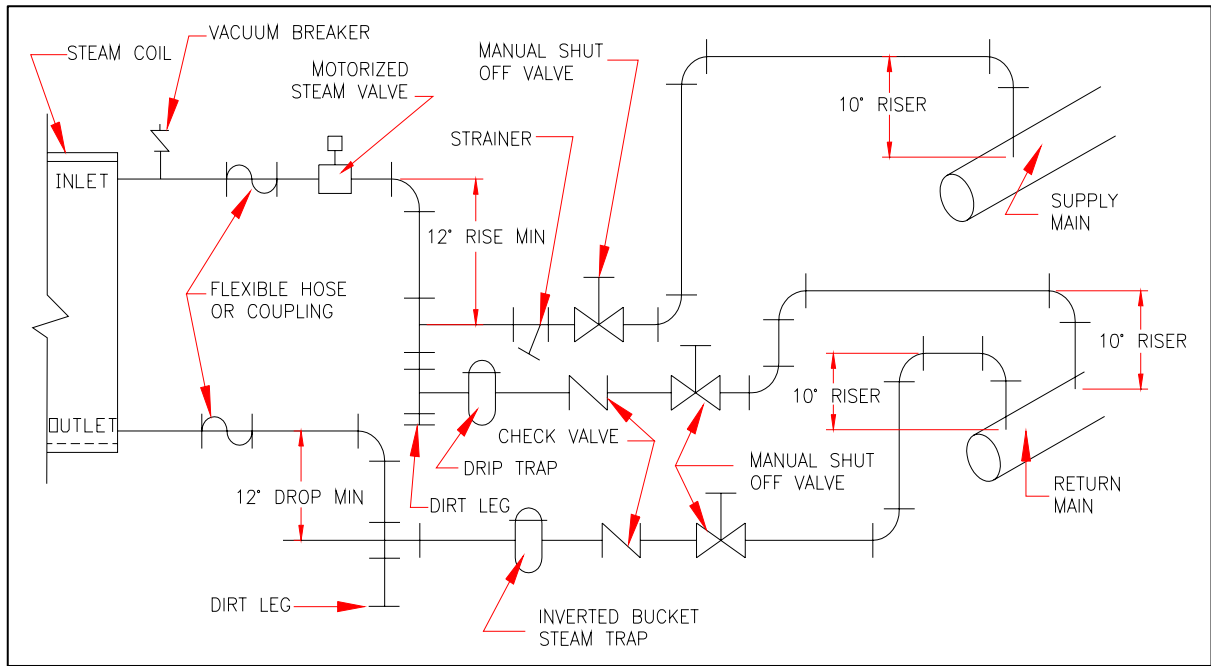 VACUUM BREAKER
STEAM COIL
MOTORIZED
STEAM VALVE
MANUAL SHUT
OFF VALVE
10° RISER
STRAINER
INLET
SUPPLY
MAIN
12° RISE MIN
FLEXIBLE HOSE
OR COUPLING
10° RISER
10° RISER
OUTLET
CHECK VALVE
DRIP TRAP
MANUAL SHUT
OFF VALVE
12° DROP MIN
DIRT LEG
RETURN
MAIN
DIRT LEG
INVERTED BUCKET
STEAM TRAP